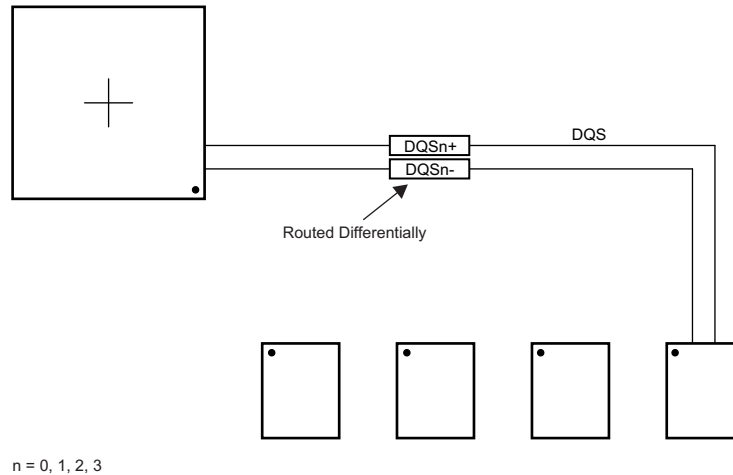 DQSn+
DQS
DQSn-
Routed Differentially
n = 0, 1, 2, 3